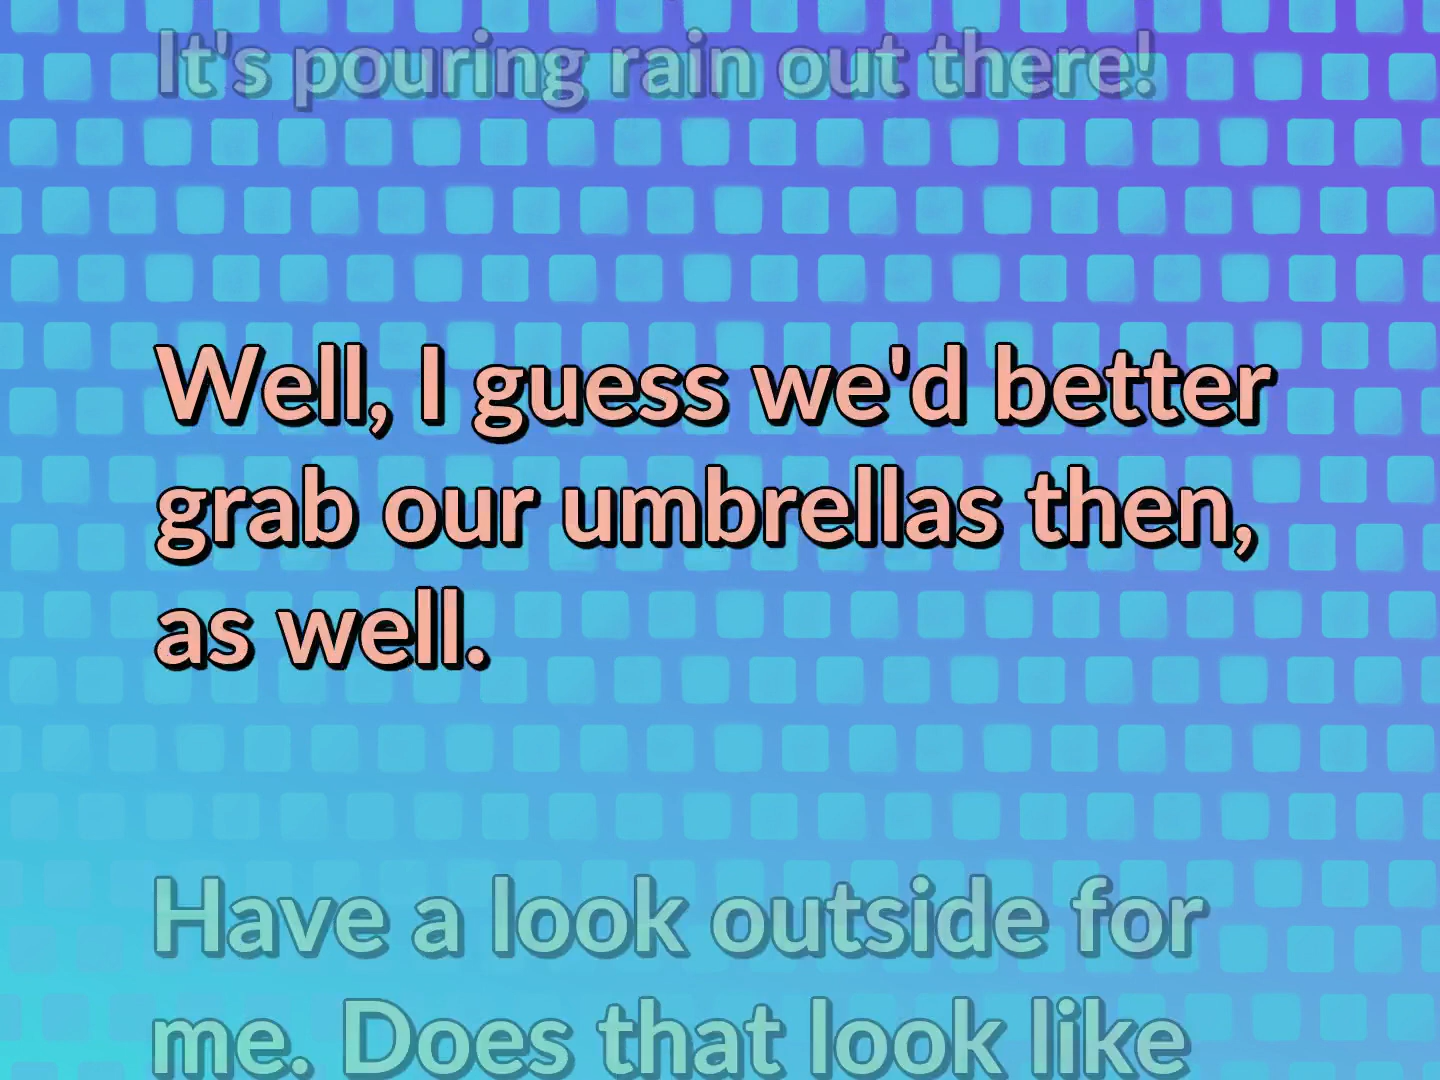 It's pouring rain out there!
Well, I guess we'd better
grab our umbrellas then,
as well.
Have a look outside for
me. Does that look like